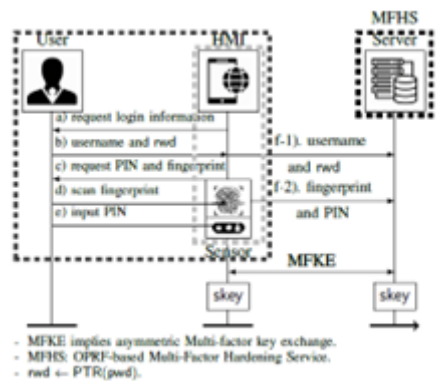 MFHS
User
HMI
Server
a) request login information
b) username and rwd
f-1). username
and rwd
c) request PIN and fingerprint
d) scan fingerprint
f-2). fingerprint
and PIN
e) input PIN
Sensor
MFKE
skey
skey
- MFKE implies asymmetric Multi-factor key exchange.
- MFHS: OPRF-based Multi-Factor Hardening Service.
- rwd ← PTR(pwd).